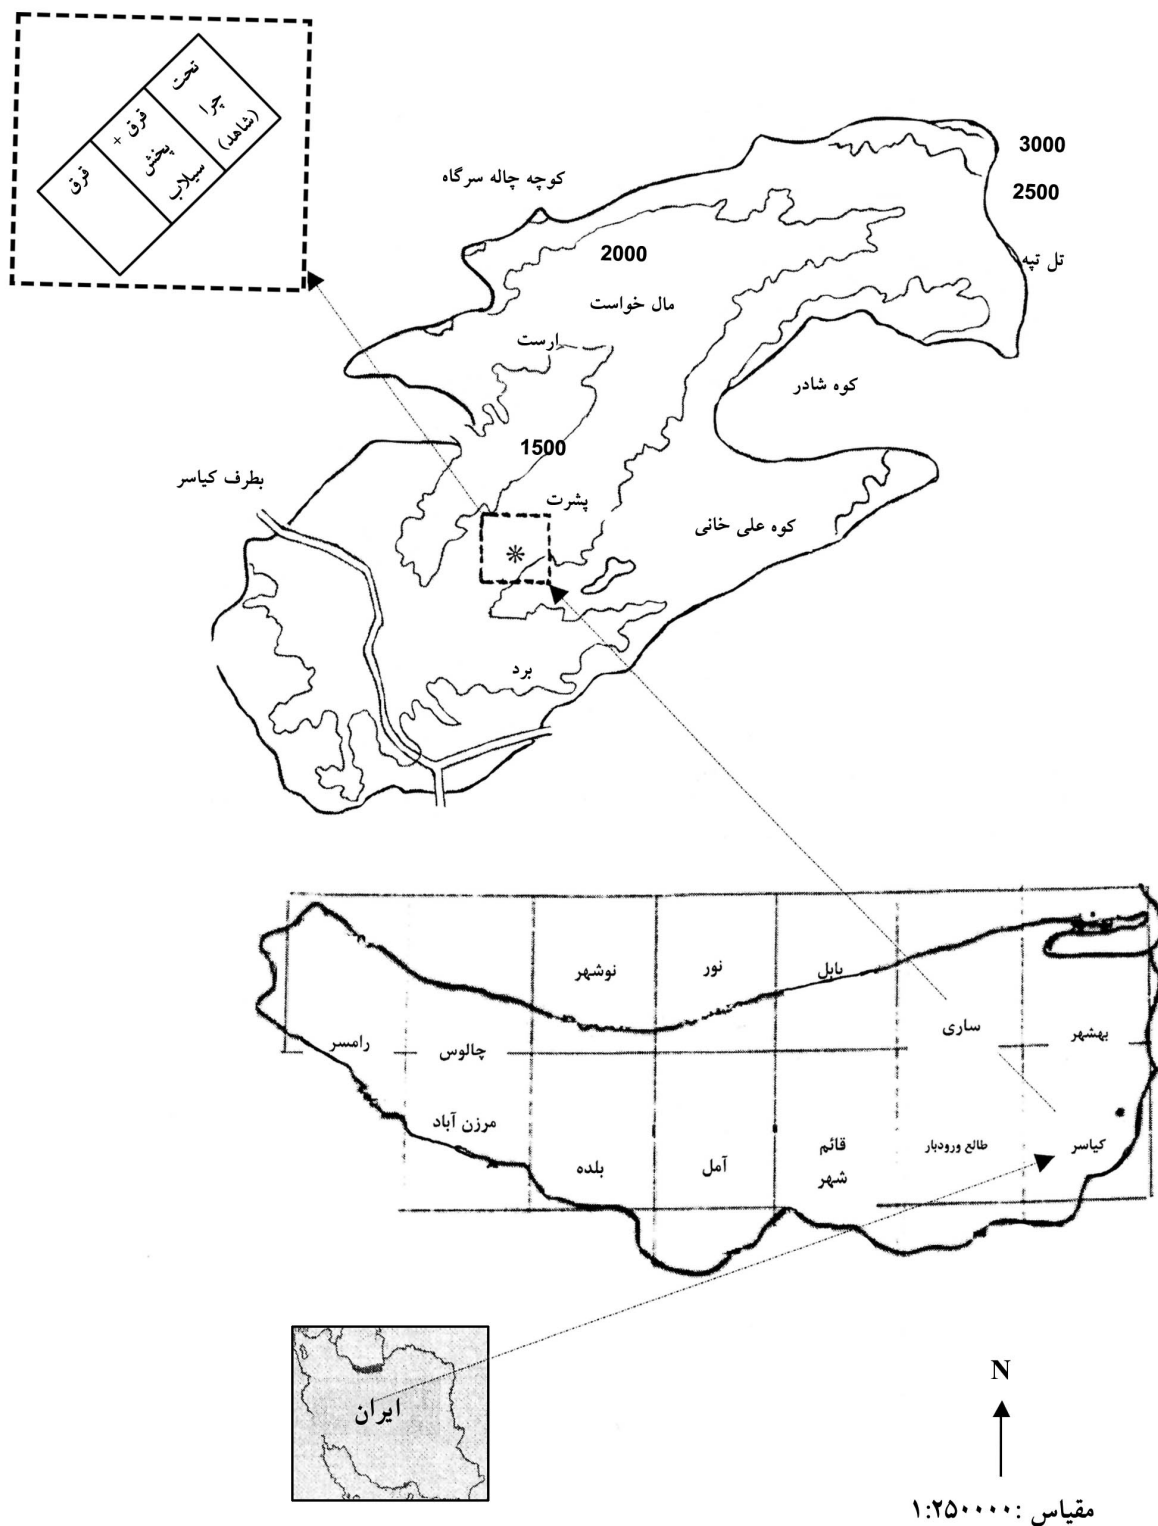 تحت
چرا
(شاهد)
قرق +
پخش
سیلاب
قرق
3000
2500
کوچه چاله سرگاه
2000
تل تپه
مال خواست
ارست
کوه شادر
1500
بطرف کیاسر
پشرت
کوه علی خانی
برد
نوشهر
نور
بابل
ساری
بهشهر
رامسر
چالوس
مرزن آباد
بلده
آمل
قائم
شهر
طالع ورودبار
کیاسر
ایران
N
مقیاس :۱:۲۵۰۰۰۰